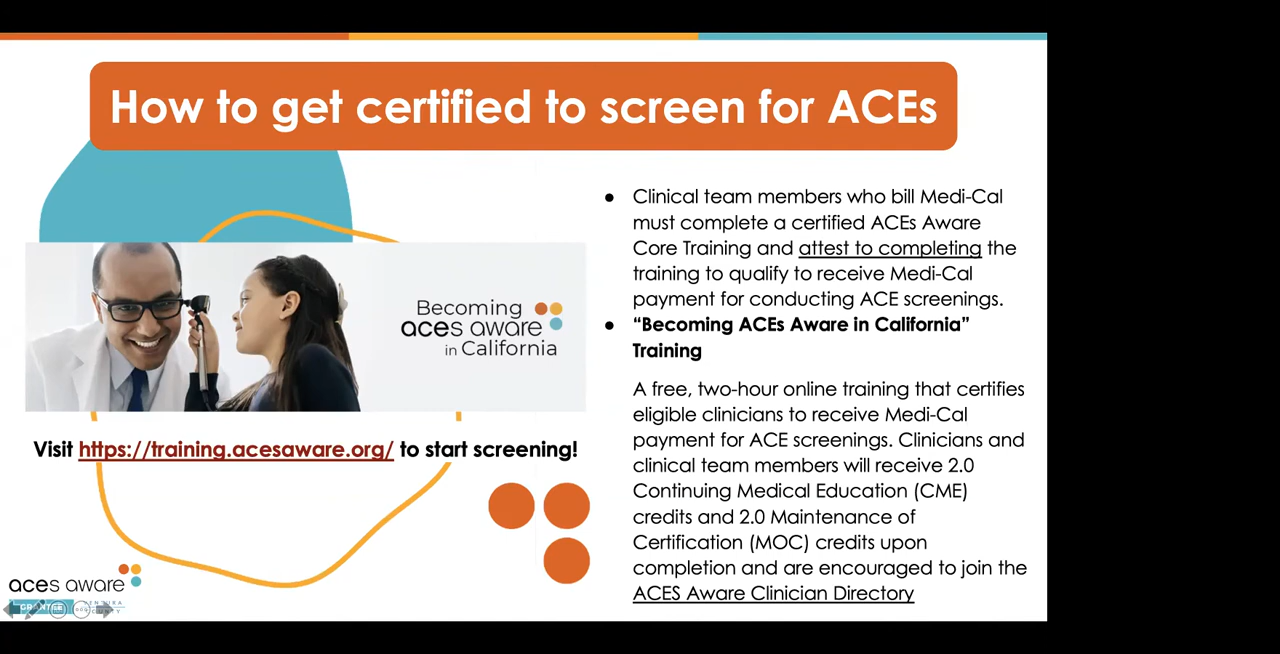 How to get certified to screen for ACEs
● Clinical team members who bill Medi-Cal
must complete a certified ACEs Aware
Core Training and attest to completing the
training to qualify to receive Medi-Cal
payment for conducting ACE screenings.
● “Becoming ACEs Aware in California”
Training
A free, two-hour online training that certifies
eligible clinicians to receive Medi-Cal
payment for ACE screenings. Clinicians and
clinical team members will receive 2.0
Continuing Medical Education (CME)
credits and 2.0 Maintenance of
Certification (MOC) credits upon
completion and are encouraged to join the
ACES Aware Clinician Directory
Becoming
aces aware
in California
Visit https://training.acesaware.org/ to start screening!
aces aware
GRANTEE
COUNTY